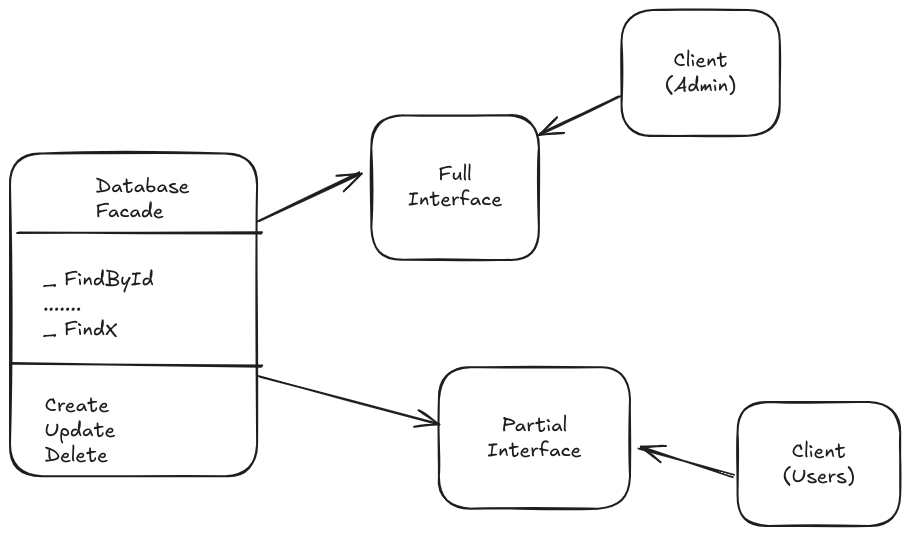 Client
(Admin)
Full
Interface
Database
Facade
_ FindById
.......
_ FindX
Create
Update
Delete
Partial
Interface
Client
(Users)